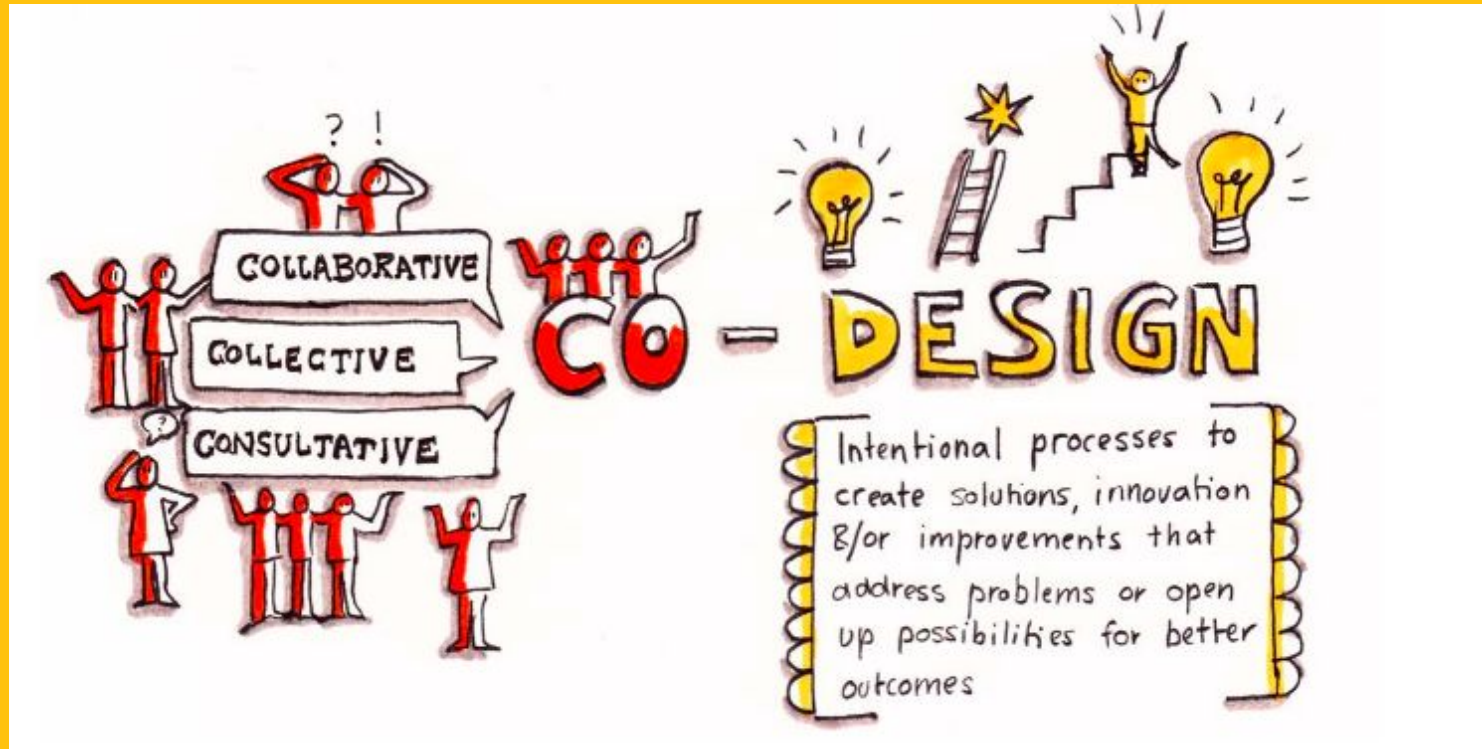 ? !
COLLABORATIVE
COLLECTIVE
CONSULTATIVE
?
CO - DESIGN
Intentional processes to
create solutions, innovation
&/or improvements that
address problems or open
up possibilities for better
outcomes